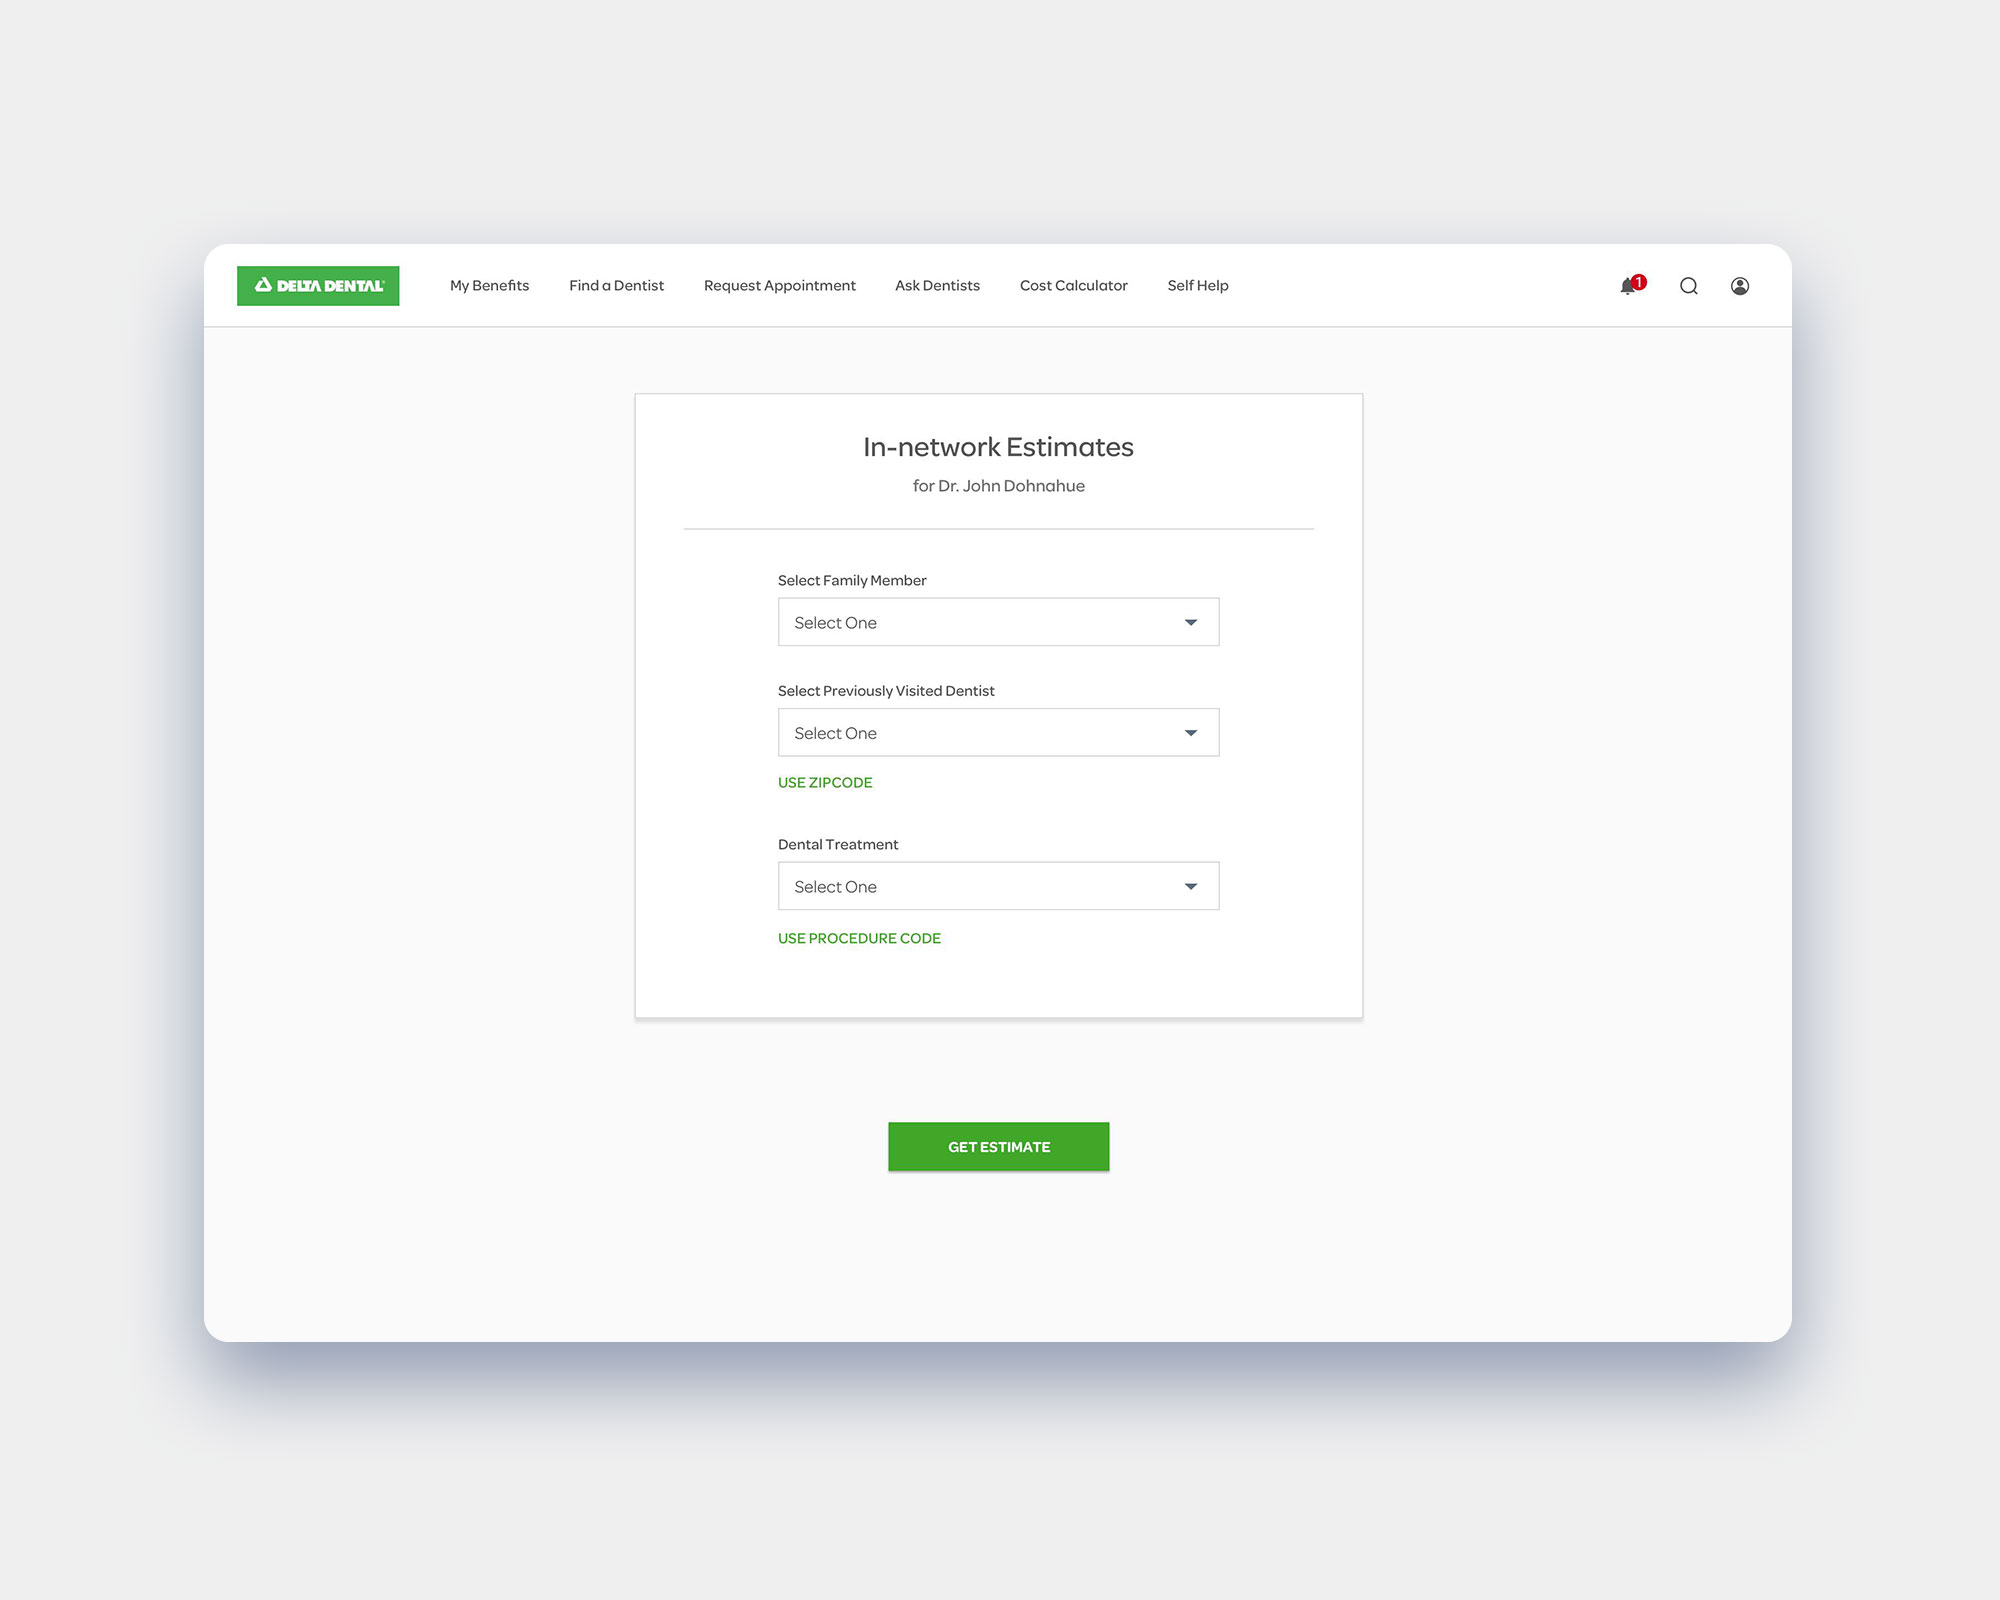 DELTA DENTAL
My Benefits
Find a Dentist
Request Appointment
Ask Dentists
Cost Calculator
Self Help
1
In-network Estimates
for Dr. John Dohnahue
Select Family Member
Select One
Select Previously Visited Dentist
Select One
USE ZIPCODE
Dental Treatment
Select One
USE PROCEDURE CODE
GET ESTIMATE